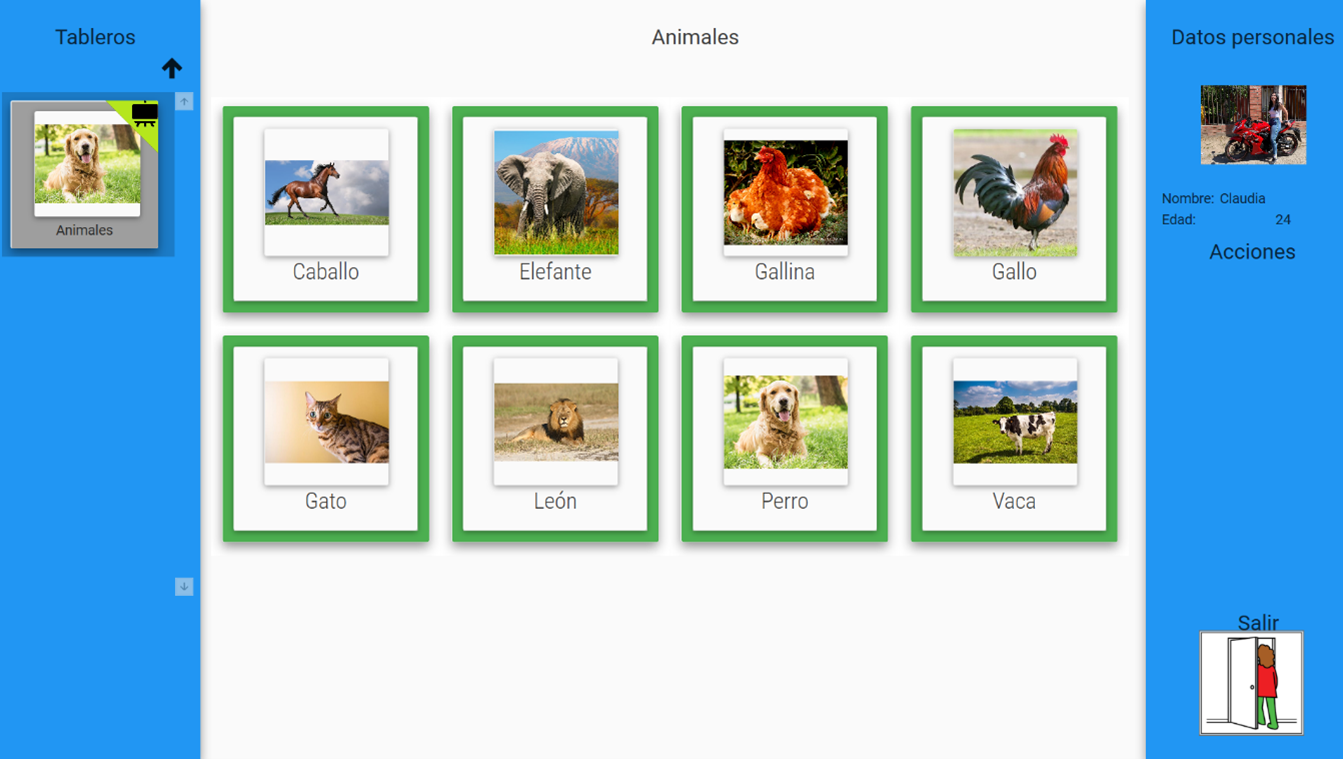 Tableros
Animales
Animales
Caballo
Elefante
Gallina
Gallo
Gato
León
Perro
Vaca
Datos personales
Nombre: Claudia
Edad: 24
Acciones
Salir